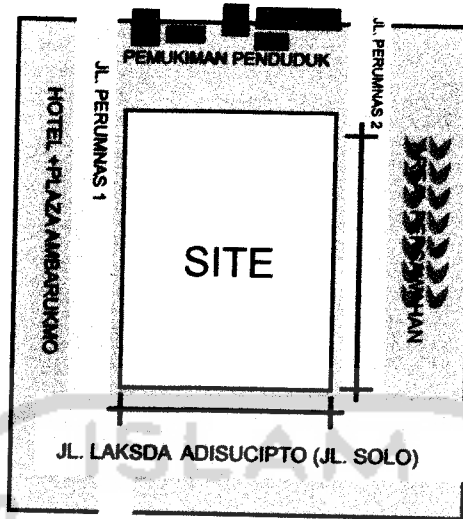 PEMUKIMAN PENDUDUK
JL. PERUMNAS 1
JL. PERUMNAS 2
HOTEL +PLAZA AMBARUKMO
SITE
ISLAM
JL. LAKSDA ADISUCIPTO (JL. SOLO)